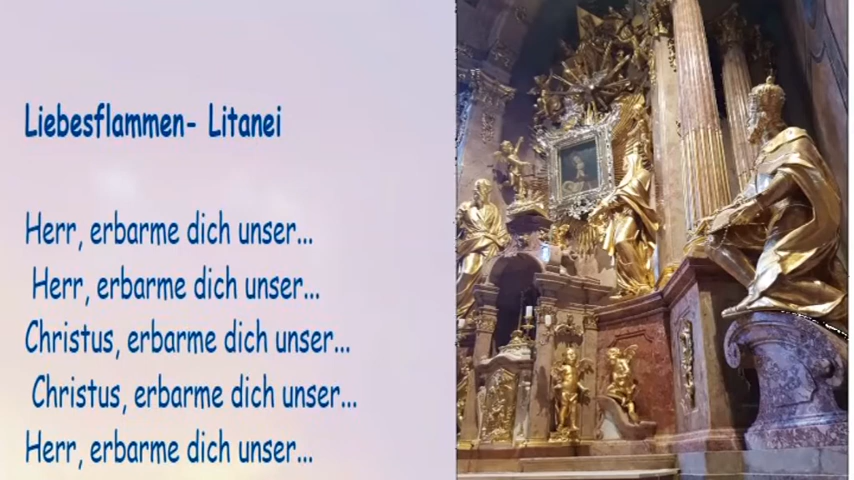 Liebesflammen- Litanei
Herr, erbarme dich unser...
Herr, erbarme dich unser...
Christus, erbarme dich unser...
Christus, erbarme dich unser...
Herr, erbarme dich unser...